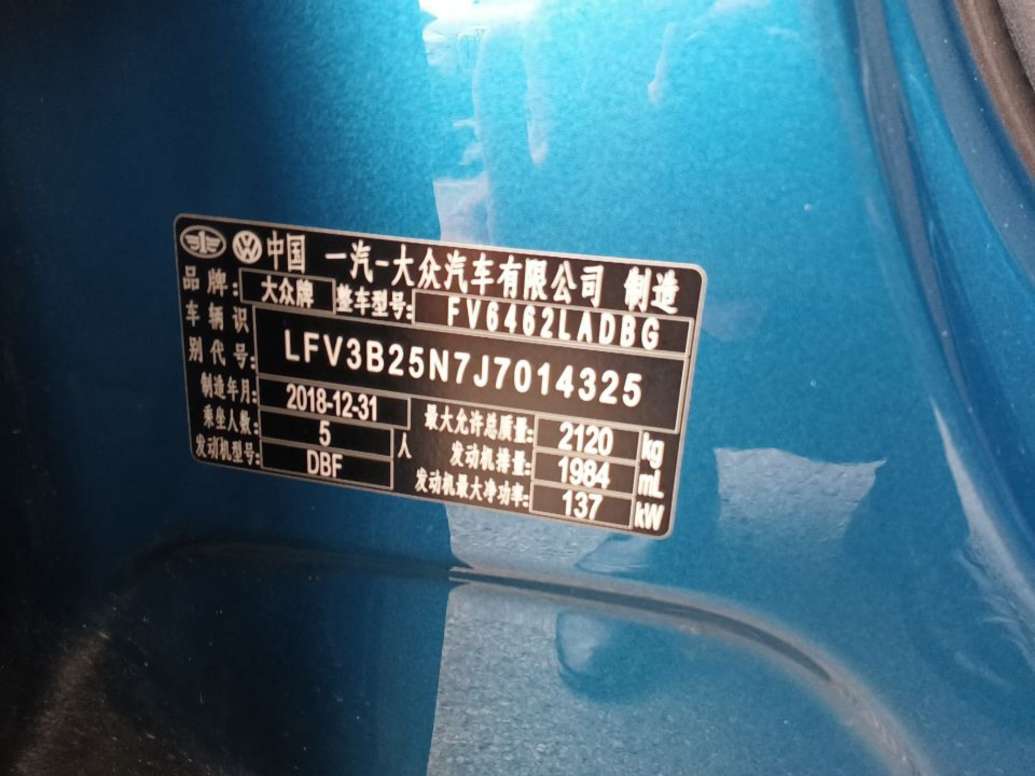 中国 一汽-大众汽车有限公司 制造
品牌: 大众牌 整车型号: FV6462LADBG
车辆识别代号: LFV3B25N7J7014325
制造年月: 2018-12-31 最大允许总质量: 2120 kg
乘坐人数: 5 人 发动机排量: 1984 mL
发动机型号: DBF 发动机最大净功率: 137 kW